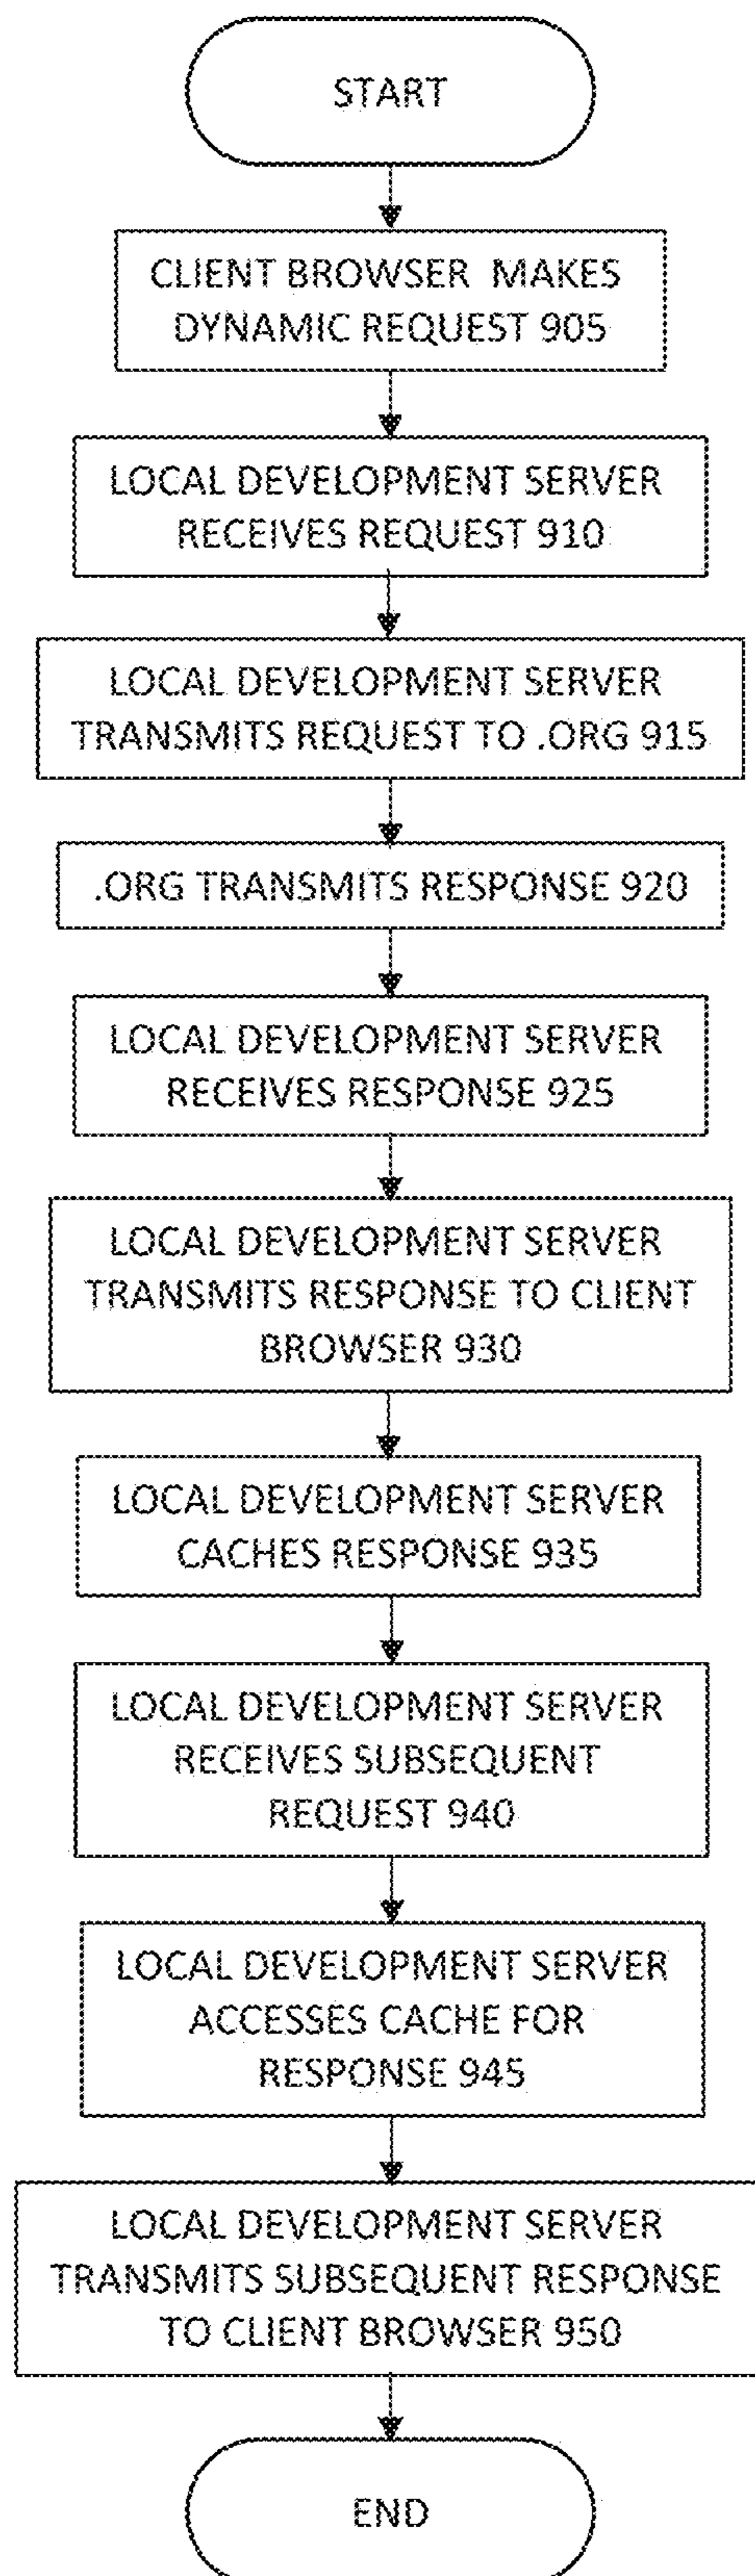 START
CLIENT BROWSER MAKES
DYNAMIC REQUEST 905
LOCAL DEVELOPMENT SERVER
RECEIVES REQUEST 910
LOCAL DEVELOPMENT SERVER
TRANSMITS REQUEST TO .ORG 915
.ORG TRANSMITS RESPONSE 920
LOCAL DEVELOPMENT SERVER
RECEIVES RESPONSE 925
LOCAL DEVELOPMENT SERVER
TRANSMITS RESPONSE TO CLIENT
BROWSER 930
LOCAL DEVELOPMENT SERVER
CACHES RESPONSE 935
LOCAL DEVELOPMENT SERVER
RECEIVES SUBSEQUENT
REQUEST 940
LOCAL DEVELOPMENT SERVER
ACCESSES CACHE FOR
RESPONSE 945
LOCAL DEVELOPMENT SERVER
TRANSMITS SUBSEQUENT RESPONSE
TO CLIENT BROWSER 950
END